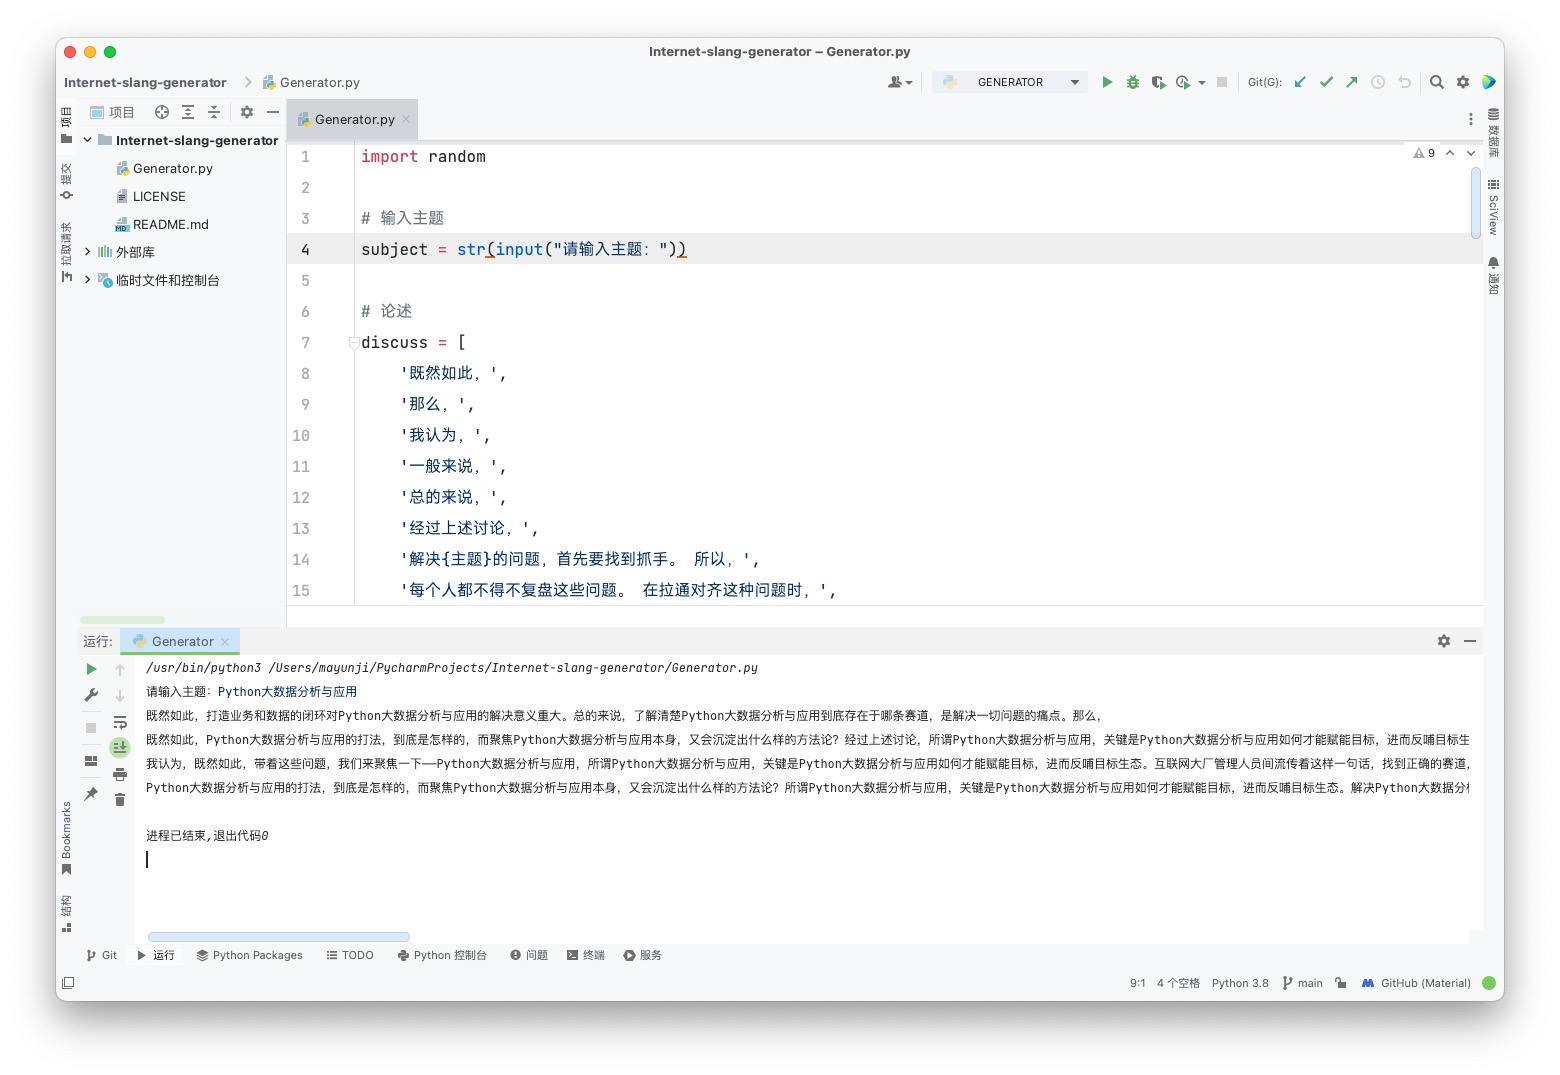 Internet-slang-generator – Generator.py
Internet-slang-generator
Generator.py
GENERATOR
Git(G):
项目
提交
拉取请求
Bookmarks
结构
项目
Internet-slang-generator
Generator.py
LICENSE
README.md
外部库
临时文件和控制台
Generator.py
9
1 import random
2
3 # 输入主题
4 subject = str(input("请输入主题："))
5
6 # 论述
7 discuss = [
8 '既然如此，',
9 '那么，',
10 '我认为，',
11 '一般来说，',
12 '总的来说，',
13 '经过上述讨论，',
14 '解决{主题}的问题，首先要找到抓手。 所以，',
15 '每个人都不得不复盘这些问题。 在拉通对齐这种问题时，',
数据库
SciView
通知
运行:
Generator
/usr/bin/python3 /Users/mayunji/PycharmProjects/Internet-slang-generator/Generator.py
请输入主题：Python大数据分析与应用
既然如此，打造业务和数据的闭环对Python大数据分析与应用的解决意义重大。总的来说，了解清楚Python大数据分析与应用到底存在于哪条赛道，是解决一切问题的痛点。那么，
既然如此，Python大数据分析与应用的打法，到底是怎样的，而聚焦Python大数据分析与应用本身，又会沉淀出什么样的方法论？经过上述讨论，所谓Python大数据分析与应用，关键是Python大数据分析与应用如何才能赋能目标，进而反哺目标生
我认为，既然如此，带着这些问题，我们来聚焦一下——Python大数据分析与应用，所谓Python大数据分析与应用，关键是Python大数据分析与应用如何才能赋能目标，进而反哺目标生态。互联网大厂管理人员间流传着这样一句话，找到正确的赛道，
Python大数据分析与应用的打法，到底是怎样的，而聚焦Python大数据分析与应用本身，又会沉淀出什么样的方法论？所谓Python大数据分析与应用，关键是Python大数据分析与应用如何才能赋能目标，进而反哺目标生态。解决Python大数据分
进程已结束,退出代码0
Git
运行
Python Packages
TODO
Python 控制台
问题
终端
服务
9:1 4 个空格 Python 3.8 main GitHub (Material)